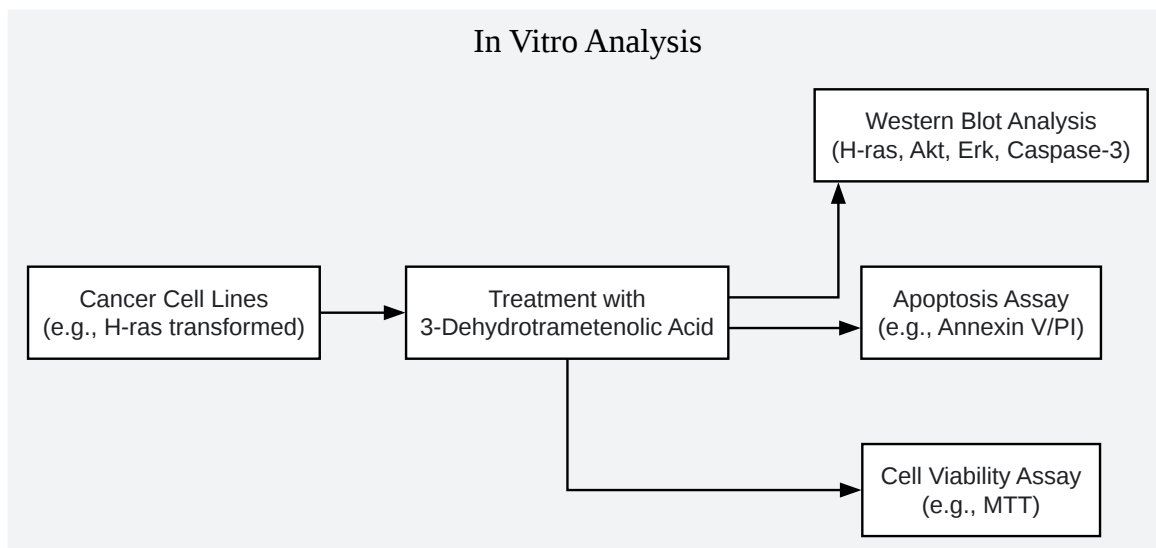 In Vitro Analysis
Western Blot Analysis
(H-ras, Akt, Erk, Caspase-3)
Cancer Cell Lines
(e.g., H-ras transformed)
Treatment with
3-Dehydrotrametenolic Acid
Apoptosis Assay
(e.g., Annexin V/PI)
Cell Viability Assay
(e.g., MTT)